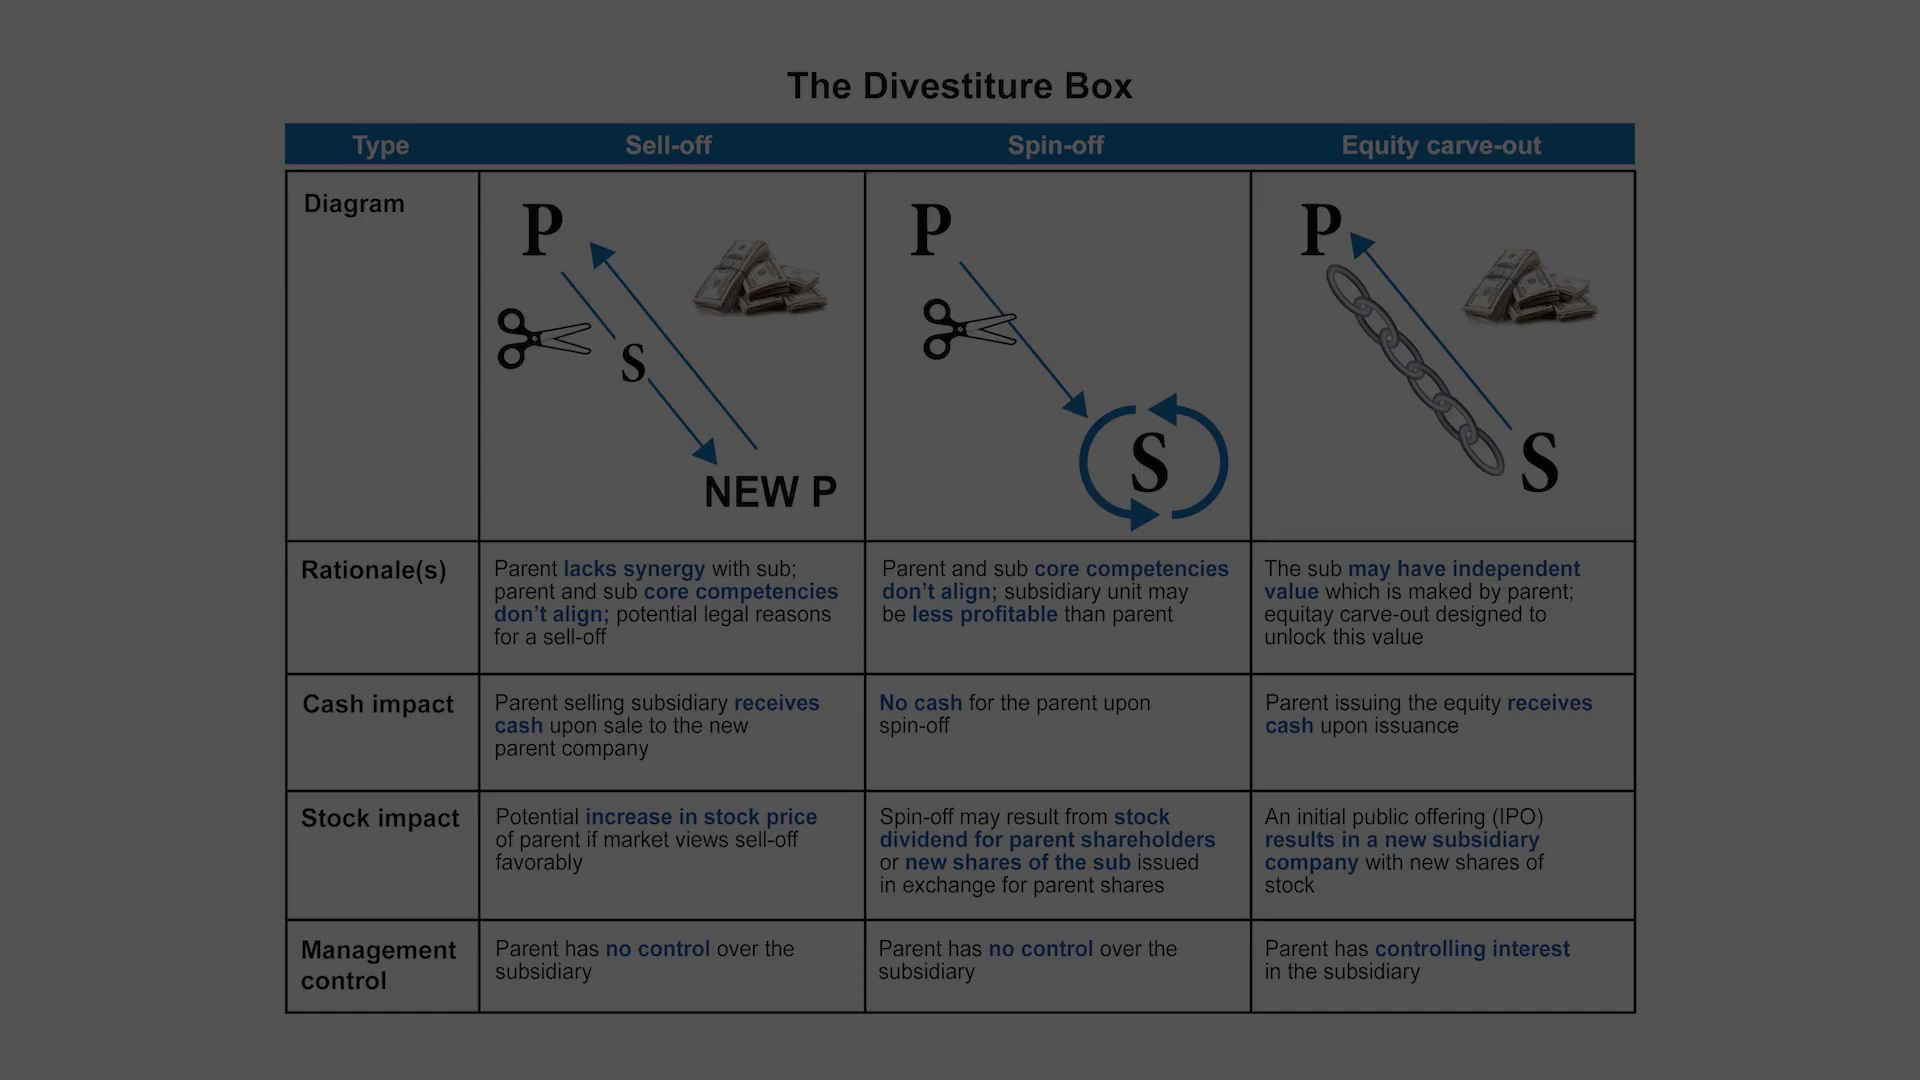 The Divestiture Box
Type Sell-off Spin-off Equity carve-out
Diagram
P
S
NEW P
P
S
P
S
Rationale(s)
Parent lacks synergy with sub;
parent and sub core competencies
don't align; potential legal reasons
for a sell-off
Parent and sub core competencies
don't align; subsidiary unit may
be less profitable than parent
The sub may have independent
value which is maked by parent;
equitay carve-out designed to
unlock this value
Cash impact
Parent selling subsidiary receives
cash upon sale to the new
parent company
No cash for the parent upon
spin-off
Parent issuing the equity receives
cash upon issuance
Stock impact
Potential increase in stock price
of parent if market views sell-off
favorably
Spin-off may result from stock
dividend for parent shareholders
or new shares of the sub issued
in exchange for parent shares
An initial public offering (IPO)
results in a new subsidiary
company with new shares of
stock
Management
control
Parent has no control over the
subsidiary
Parent has no control over the
subsidiary
Parent has controlling interest
in the subsidiary